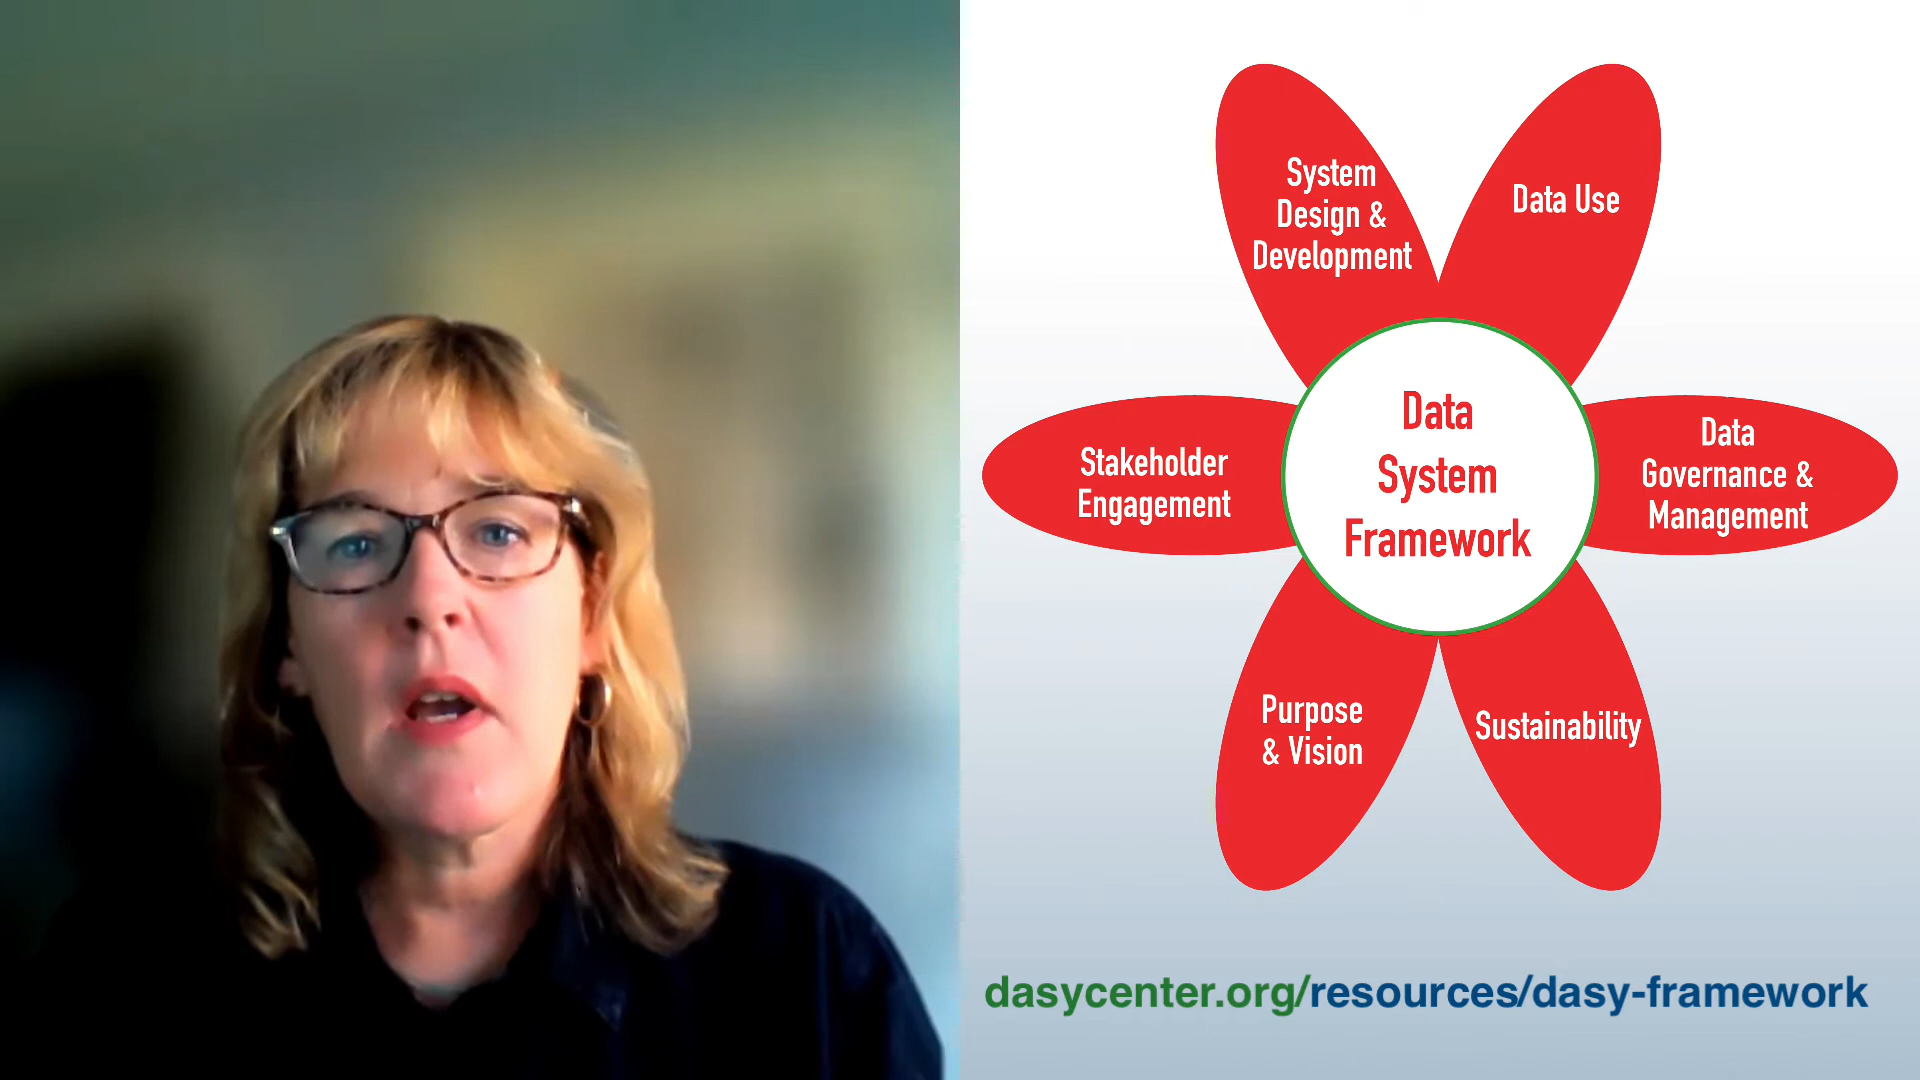 System
Design &
Development
Data Use
Stakeholder
Engagement
Data
System
Framework
Data
Governance &
Management
Purpose
& Vision
Sustainability
dasycenter.org/resources/dasy-framework